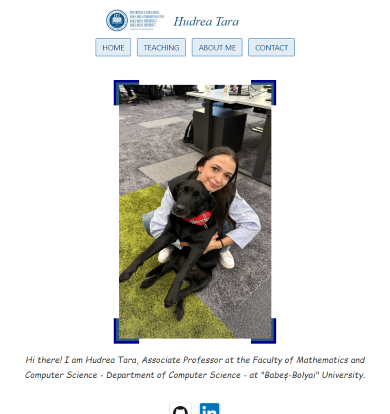 Hudrea Tara
HOME
TEACHING
ABOUT ME
CONTACT
Hi there! I am Hudrea Tara, Associate Professor at the Faculty of Mathematics and
Computer Science - Department of Computer Science - at "Babeș-Bolyai" University.
in